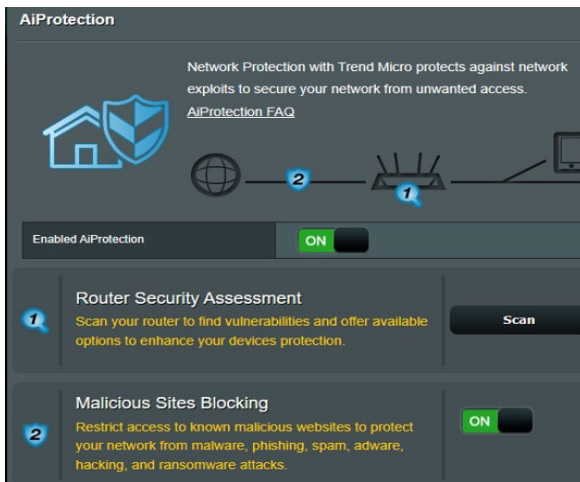 AiProtection
Network Protection with Trend Micro protects against network
exploits to secure your network from unwanted access.
AiProtection FAQ
2
1
Enabled AiProtection
ON
1
Router Security Assessment
Scan your router to find vulnerabilities and offer available
options to enhance your devices protection.
Scan
2
Malicious Sites Blocking
Restrict access to known malicious websites to protect
your network from malware, phishing, spam, adware,
hacking, and ransomware attacks.
ON